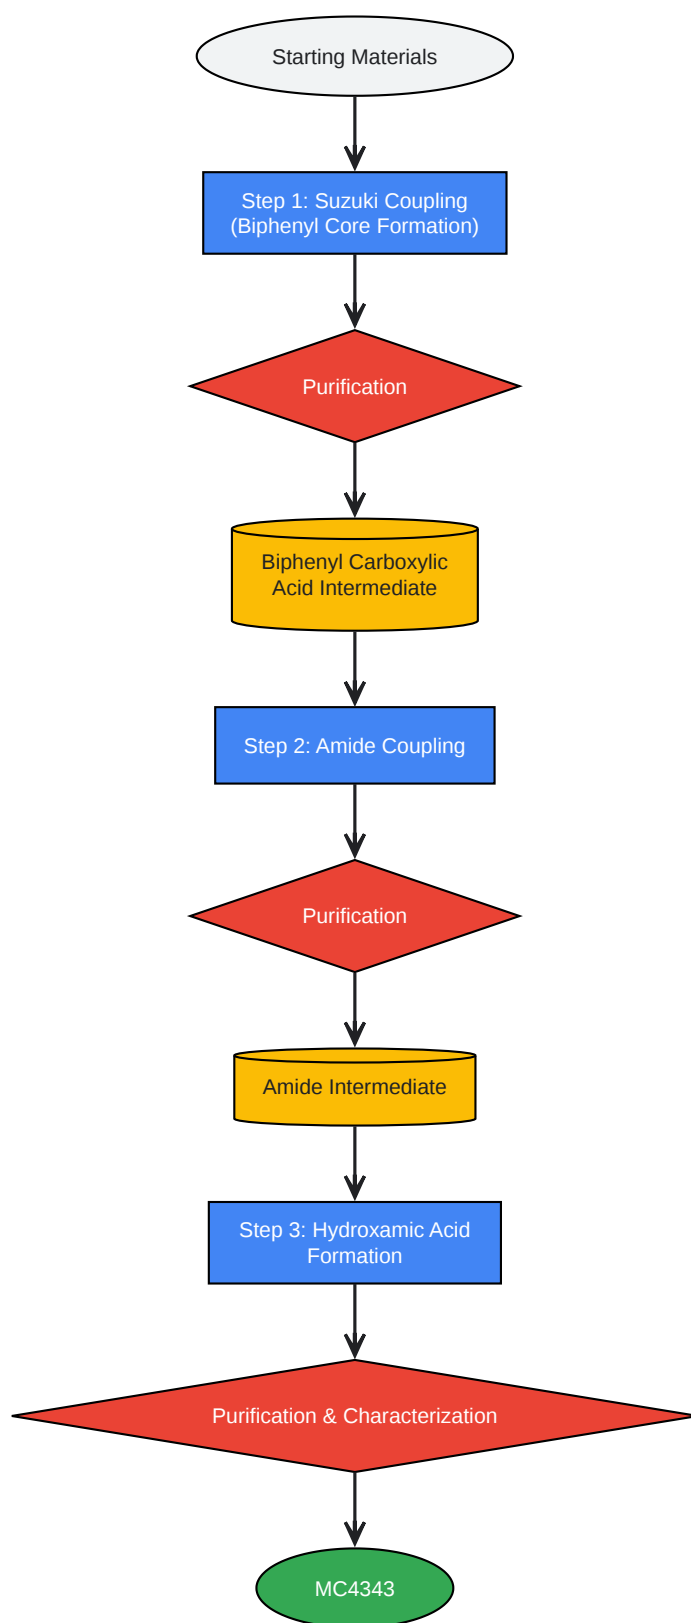 Starting Materials
Step 1: Suzuki Coupling
(Biphenyl Core Formation)
Purification
Biphenyl Carboxylic
Acid Intermediate
Step 2: Amide Coupling
Purification
Amide Intermediate
Step 3: Hydroxamic Acid
Formation
Purification & Characterization
MC4343